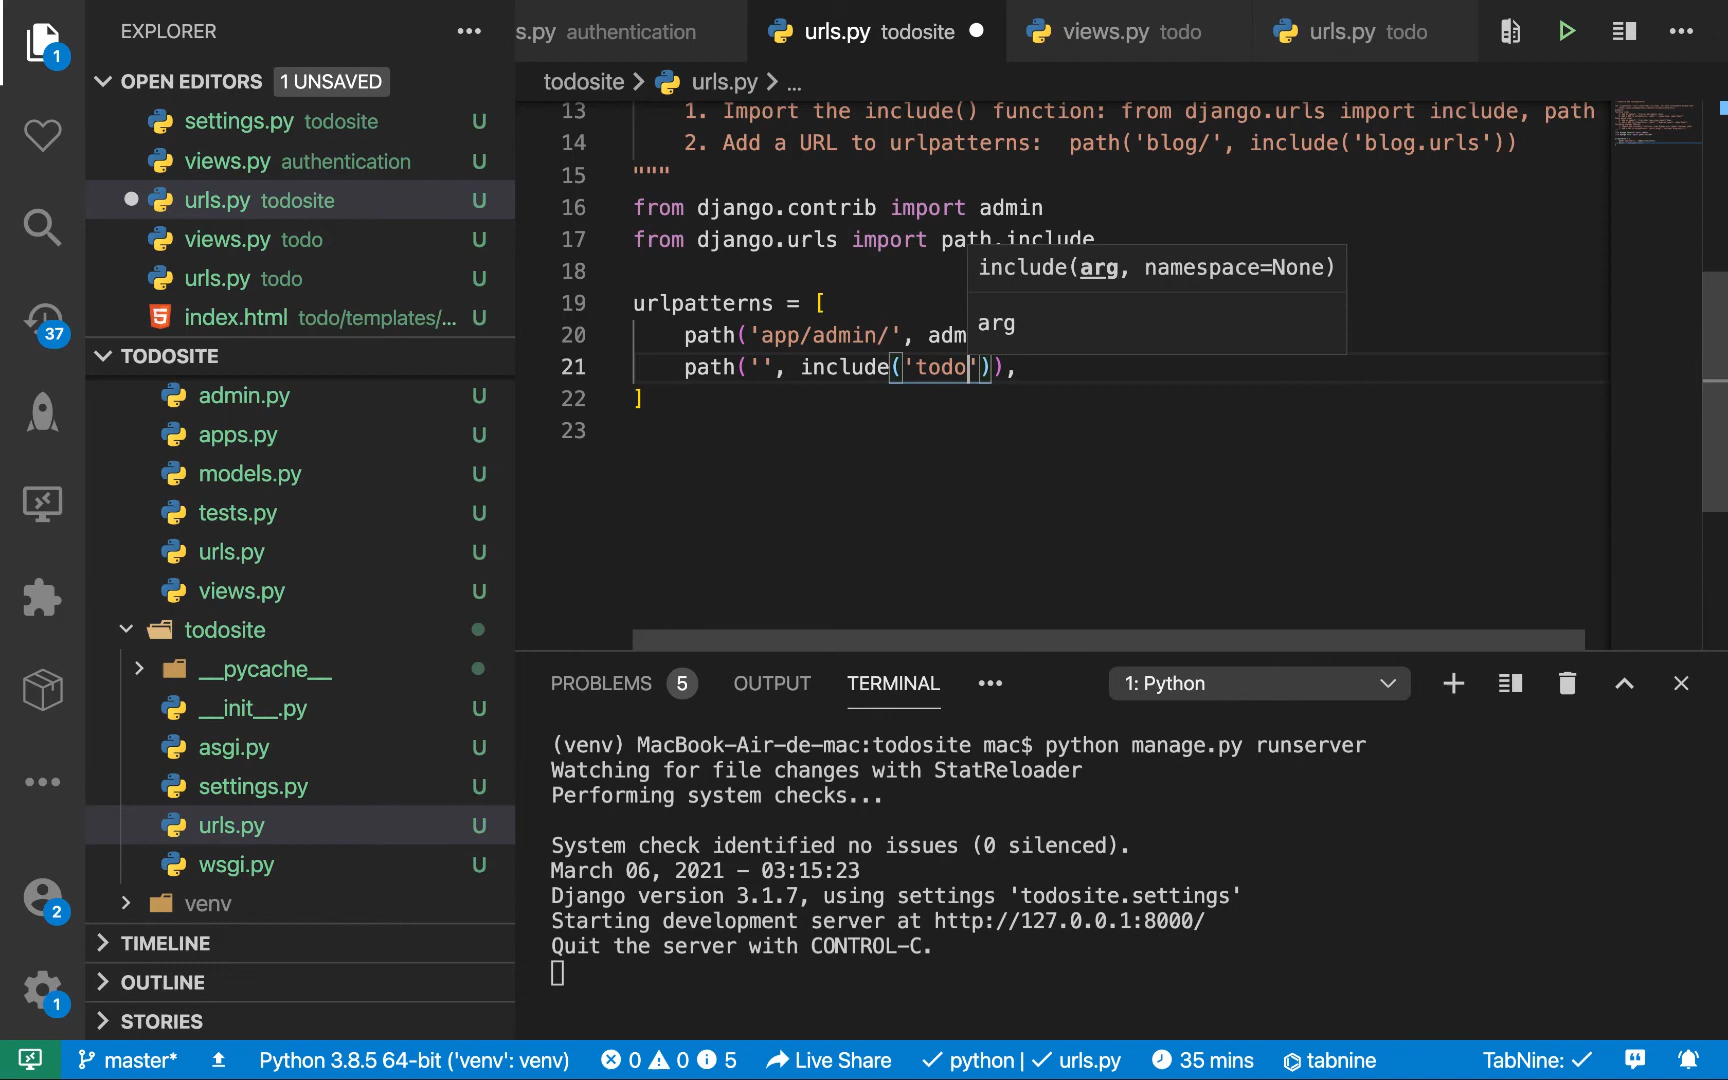 EXPLORER
OPEN EDITORS 1 UNSAVED
settings.py todosite U
views.py authentication U
urls.py todosite U
views.py todo U
urls.py todo U
index.html todo/templates/... U
TODOSITE
admin.py U
apps.py U
models.py U
tests.py U
urls.py U
views.py U
todosite
__pycache__
__init__.py U
asgi.py U
settings.py U
urls.py U
wsgi.py U
venv
TIMELINE
OUTLINE
STORIES
1
37
2
1
s.py authentication
urls.py todosite
views.py todo
urls.py todo
todosite > urls.py > ...
13 1. Import the include() function: from django.urls import include, path
14 2. Add a URL to urlpatterns: path('blog/', include('blog.urls'))
15 """
16 from django.contrib import admin
17 from django.urls import path,include
18
19 urlpatterns = [
20 path('app/admin/', adm
21 path('', include('todo')),
22 ]
23
include(arg, namespace=None)
arg
PROBLEMS 5 OUTPUT TERMINAL ... 1: Python
(venv) MacBook-Air-de-mac:todosite mac$ python manage.py runserver
Watching for file changes with StatReloader
Performing system checks...
System check identified no issues (0 silenced).
March 06, 2021 - 03:15:23
Django version 3.1.7, using settings 'todosite.settings'
Starting development server at http://127.0.0.1:8000/
Quit the server with CONTROL-C.
master* Python 3.8.5 64-bit ('venv': venv) 0 0 5 Live Share python | urls.py 35 mins tabnine TabNine: